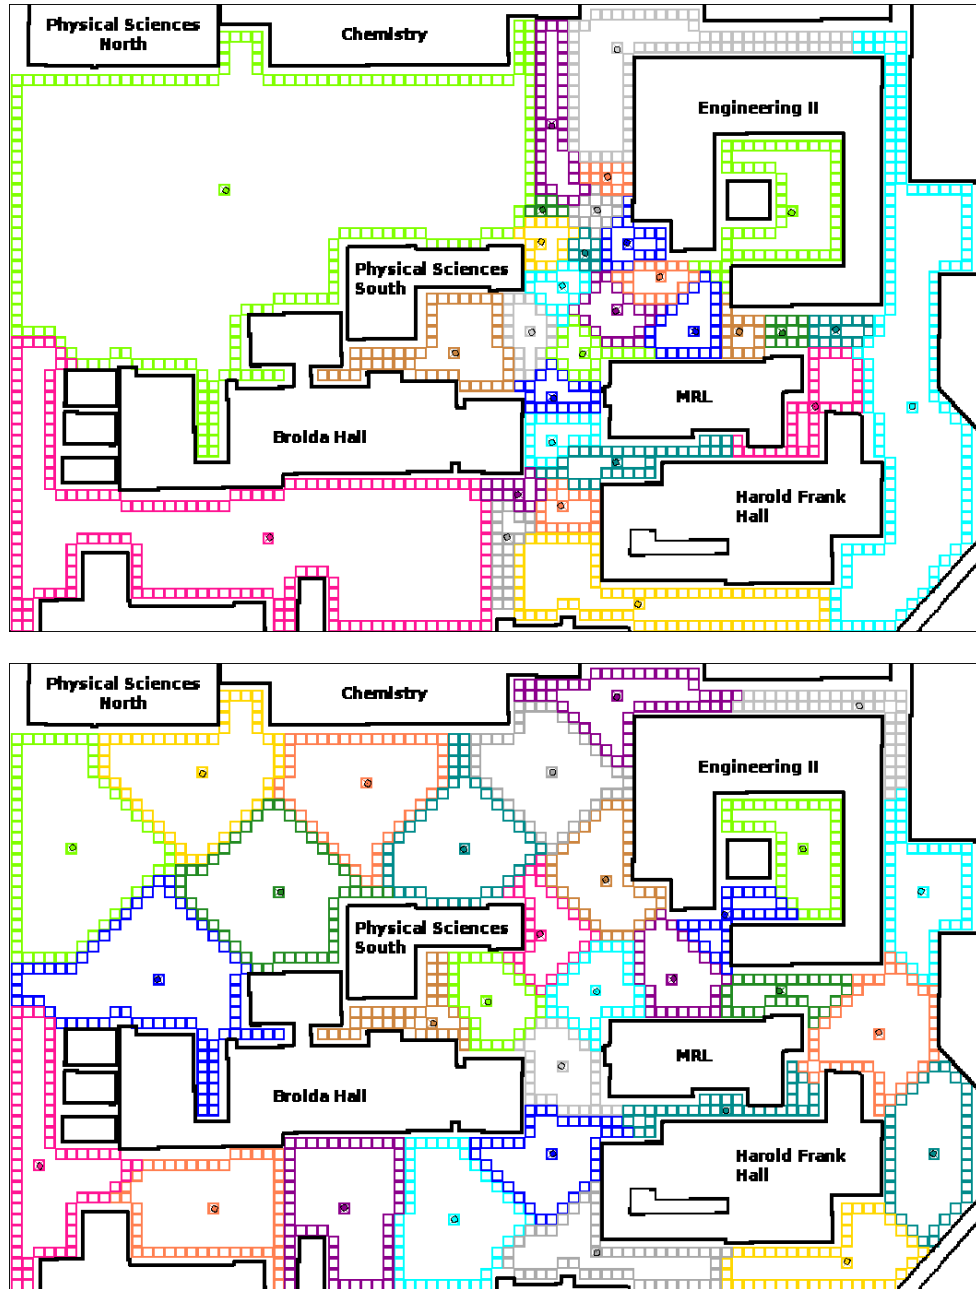 Physical Sciences
North
Chemistry
Engineering II
Physical Sciences
South
MRL
Broida Hall
Harold Frank
Hall
Physical Sciences
North
Chemistry
Engineering II
Physical Sciences
South
MRL
Broida Hall
Harold Frank
Hall